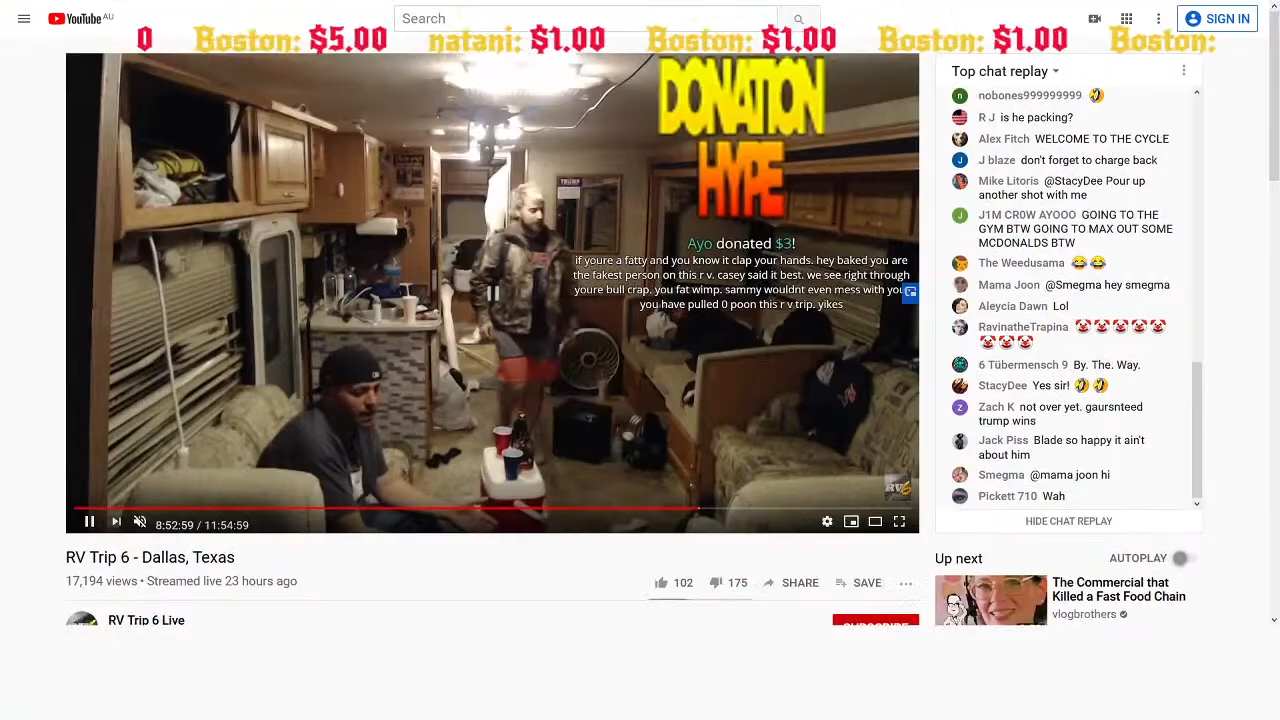 YouTube AU
Search
SIGN IN
0 Boston: $5.00 natani: $1.00 Boston: $1.00 Boston: $1.00 Boston:
DONATION
HYPE
TRUMP
Ayo donated $3!
if youre a fatty and you know it clap your hands. hey baked you are
the fakest person on this r v. casey said it best. we see right through
youre bull crap. you fat wimp. sammy wouldnt even mess with you
you have pulled 0 poon this r v trip. yikes
RV6
8:52:59 / 11:54:59
RV Trip 6 - Dallas, Texas
17,194 views • Streamed live 23 hours ago
102
175
SHARE
SAVE
RV Trip 6 Live
SUBSCRIBE
Top chat replay
nobones999999999 🤣
R J is he packing?
Alex Fitch WELCOME TO THE CYCLE
J blaze don't forget to charge back
Mike Litoris @StacyDee Pour up
another shot with me
J1M CR0W AYOOO GOING TO THE
GYM BTW GOING TO MAX OUT SOME
MCDONALDS BTW
The Weedusama 😂😂
Mama Joon @Smegma hey smegma
Aleycia Dawn Lol
RavinatheTrapina 🤡🤡🤡🤡🤡
🤡🤡🤡
6 Tübermensch 9 By. The. Way.
StacyDee Yes sir! 🤣🤣
Zach K not over yet. gaursnteed
trump wins
Jack Piss Blade so happy it ain't
about him
Smegma @mama joon hi
Pickett 710 Wah
HIDE CHAT REPLAY
Up next
AUTOPLAY
The Commercial that
Killed a Fast Food Chain
vlogbrothers